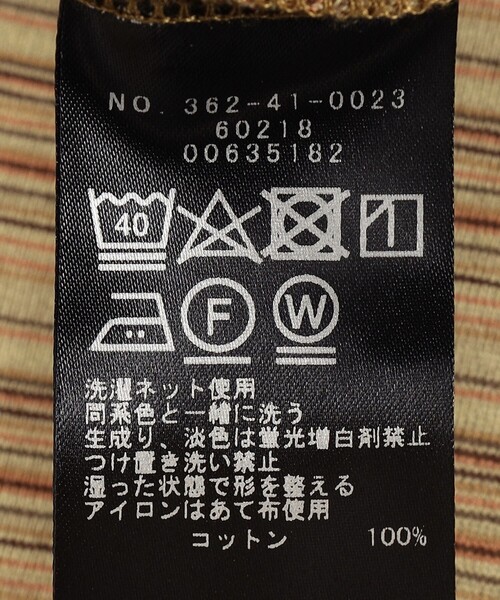 NO. 362-41-0023
60218
00635182
40
F W
洗濯ネット使用
同系色と一緒に洗う
生成り、淡色は蛍光増白剤禁止
つけ置き洗い禁止
湿った状態で形を整える
アイロンはあて布使用
コットン 100%